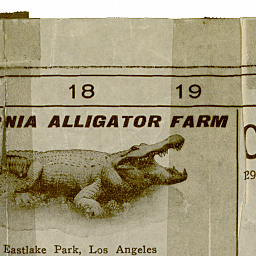 18 19
NIA ALLIGATOR FARM
Eastlake Park, Los Angeles